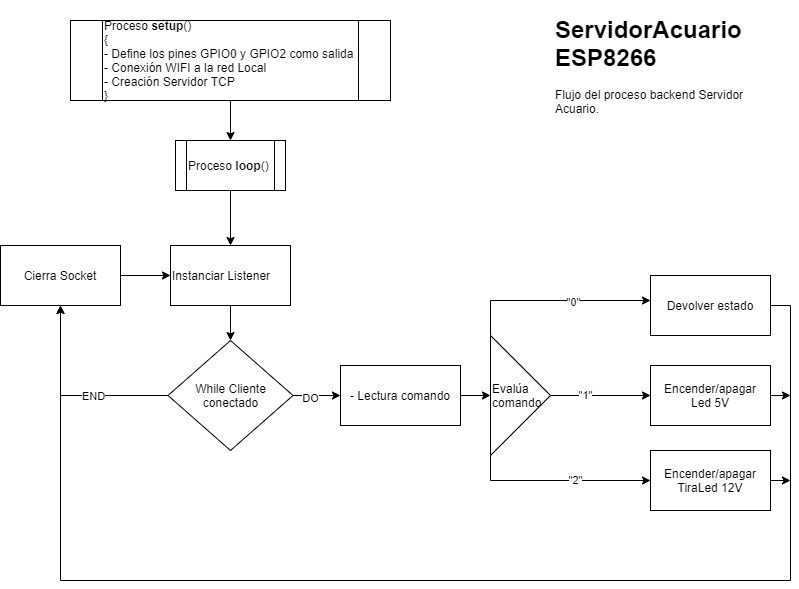 Proceso setup()
{
- Define los pines GPIO0 y GPIO2 como salida
- Conexión WIFI a la red Local
- Creación Servidor TCP
}
ServidorAcuario
ESP8266
Flujo del proceso backend Servidor
Acuario.
Proceso loop()
Cierra Socket
Instanciar Listener
While Cliente
conectado
END
DO
- Lectura comando
Evalúa
comando
"0"
Devolver estado
"1"
Encender/apagar
Led 5V
"2"
Encender/apagar
TiraLed 12V